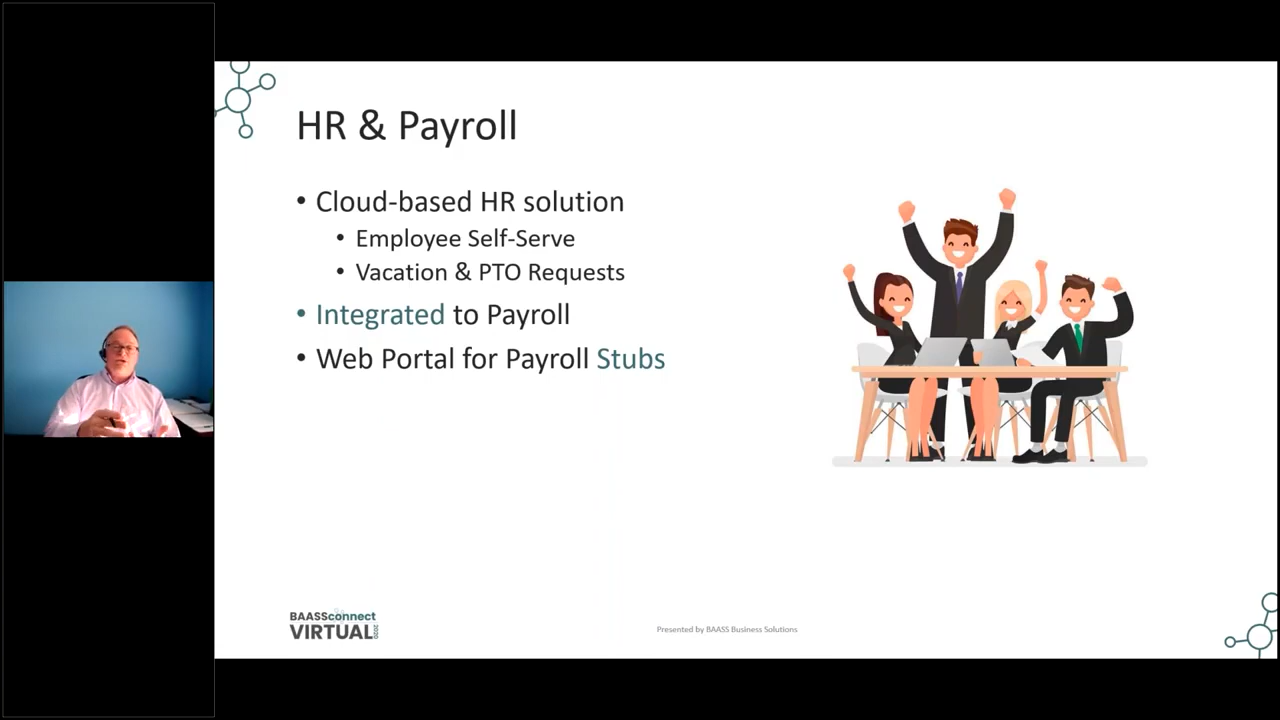 HR & Payroll
• Cloud-based HR solution
• Employee Self-Serve
• Vacation & PTO Requests
• Integrated to Payroll
• Web Portal for Payroll Stubs
BAASSconnect
VIRTUAL 2020
Presented by BAASS Business Solutions